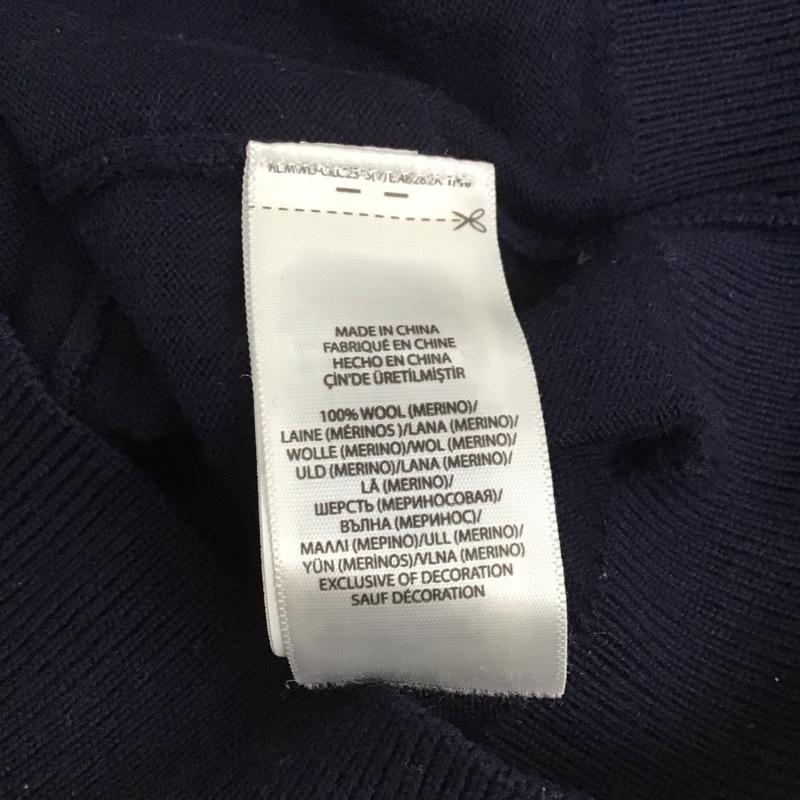 MADE IN CHINA
FABRIQUÉ EN CHINE
HECHO EN CHINA
ÇİN'DE ÜRETİLMİŞTİR
100% WOOL (MERINO)/
LAINE (MÉRINOS )/LANA (MERINO)/
WOLLE (MERINO)/WOL (MERINO)/
ULD (MERINO)/LANA (MERINO)/
LÃ (MERINO)/
ШЕРСТЬ (МЕРИНОСОВАЯ)/
ВЪЛНА (МЕРИНОС)/
ΜΑΛΛΙ (ΜΕΡΙΝΟ)/ULL (MERINO)/
YÜN (MERİNOS)/VLNA (MERINO)
EXCLUSIVE OF DECORATION
SAUF DÉCORATION